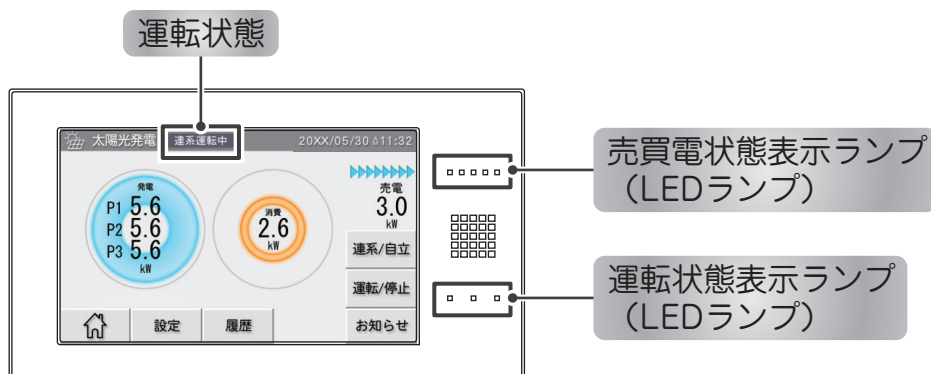 運転状態
太陽光発電 連系運転中 20XX/05/30 11:32
発電
P1 5.6
P2 5.6
P3 5.6
kW
消費
2.6
kW
売電
3.0
kW
連系/自立
運転/停止
設定
履歴
お知らせ
売買電状態表示ランプ
(LEDランプ)
運転状態表示ランプ
(LEDランプ)